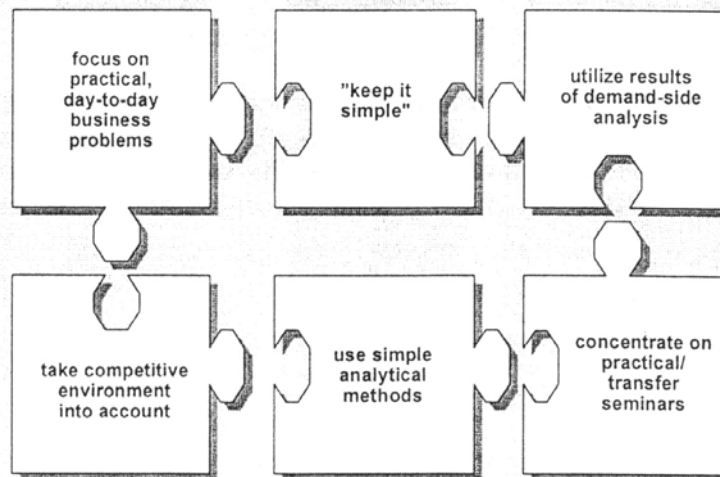 focus on
practical,
day-to-day
business
problems
"keep it
simple"
utilize results
of demand-side
analysis
take competitive
environment
into account
use simple
analytical
methods
concentrate on
practical/
transfer
seminars